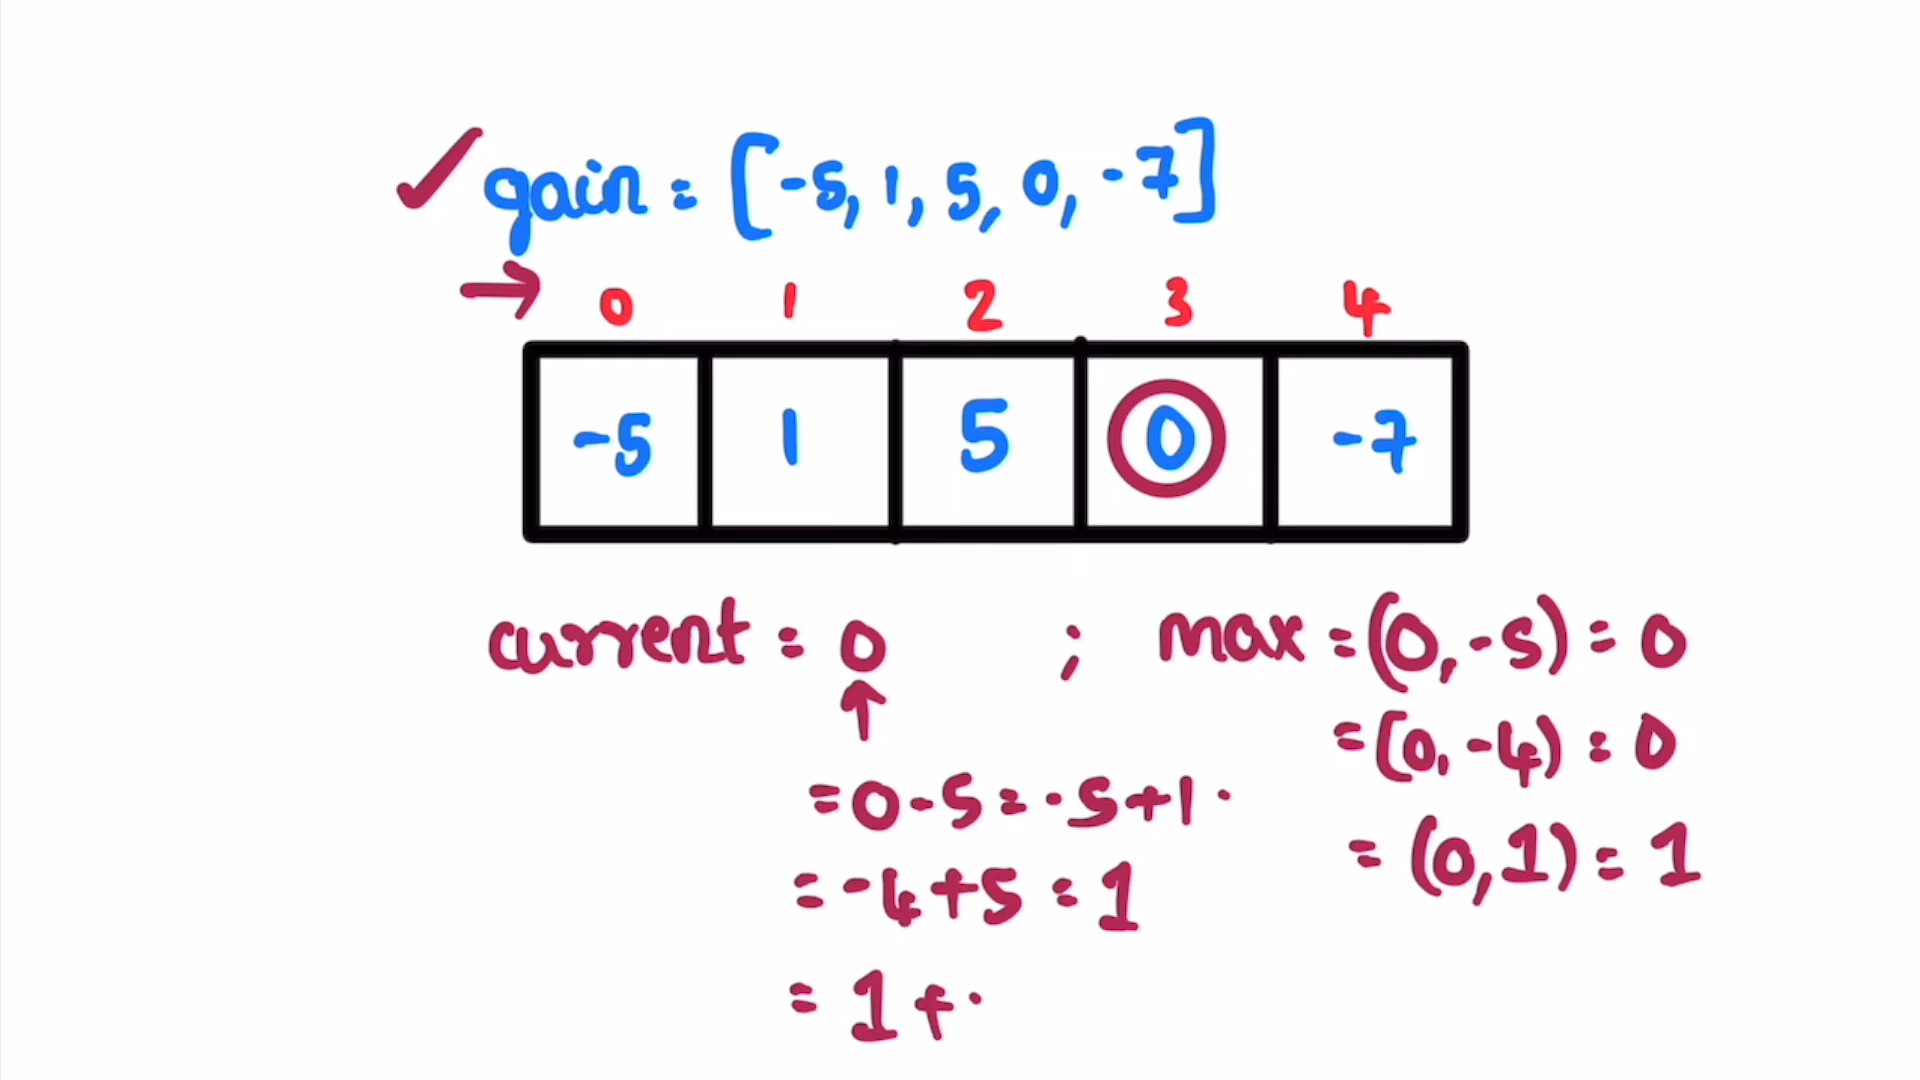 gain = [-5, 1, 5, 0, -7]
0 1 2 3 4
-5 1 5 0 -7
current = 0 ; max = (0, -5) = 0
= (0, -4) = 0
= 0 - 5 = -5 + 1 ·
= (0, 1) = 1
= -4 + 5 = 1
= 1 + ·